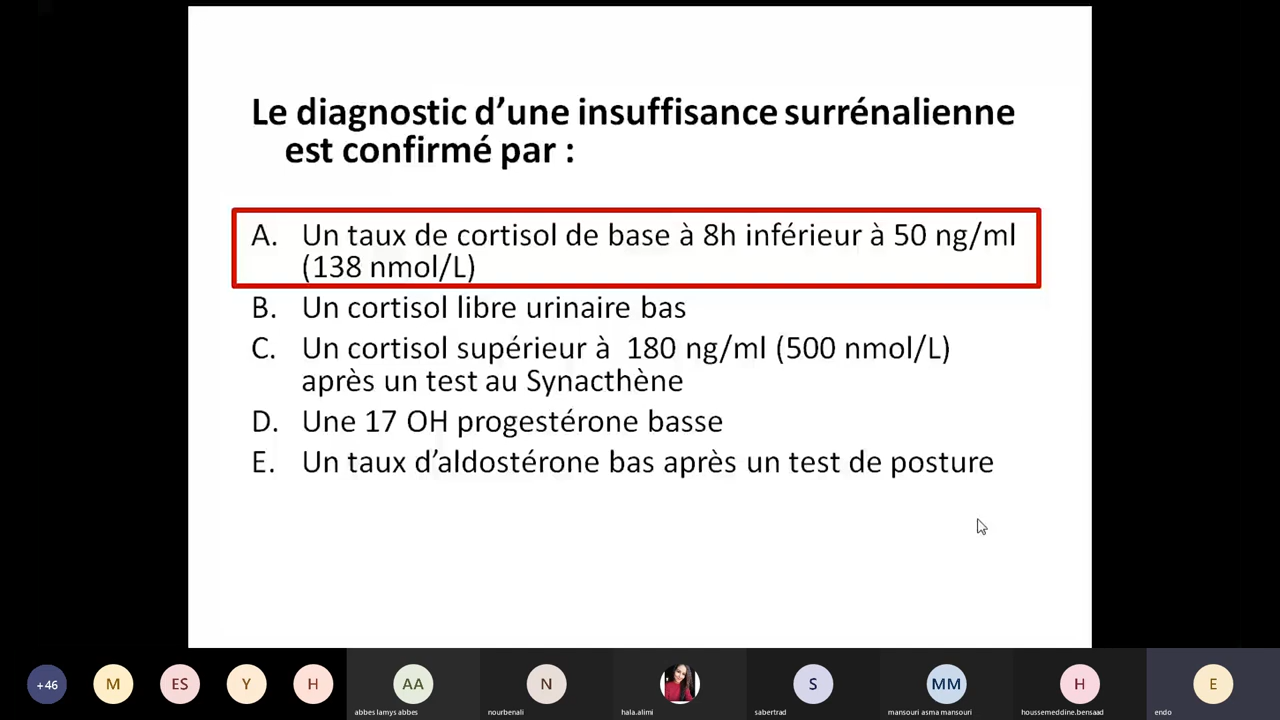 Le diagnostic d’une insuffisance surrénalienne
est confirmé par :
A. Un taux de cortisol de base à 8h inférieur à 50 ng/ml
(138 nmol/L)
B. Un cortisol libre urinaire bas
C. Un cortisol supérieur à 180 ng/ml (500 nmol/L)
après un test au Synacthène
D. Une 17 OH progestérone basse
E. Un taux d’aldostérone bas après un test de posture
+46 M ES Y H AA N S MM H E
abbes lamys abbes nourbenali hala.alimi sabertrad mansouri asma mansouri houssemeddine.bensaad endo